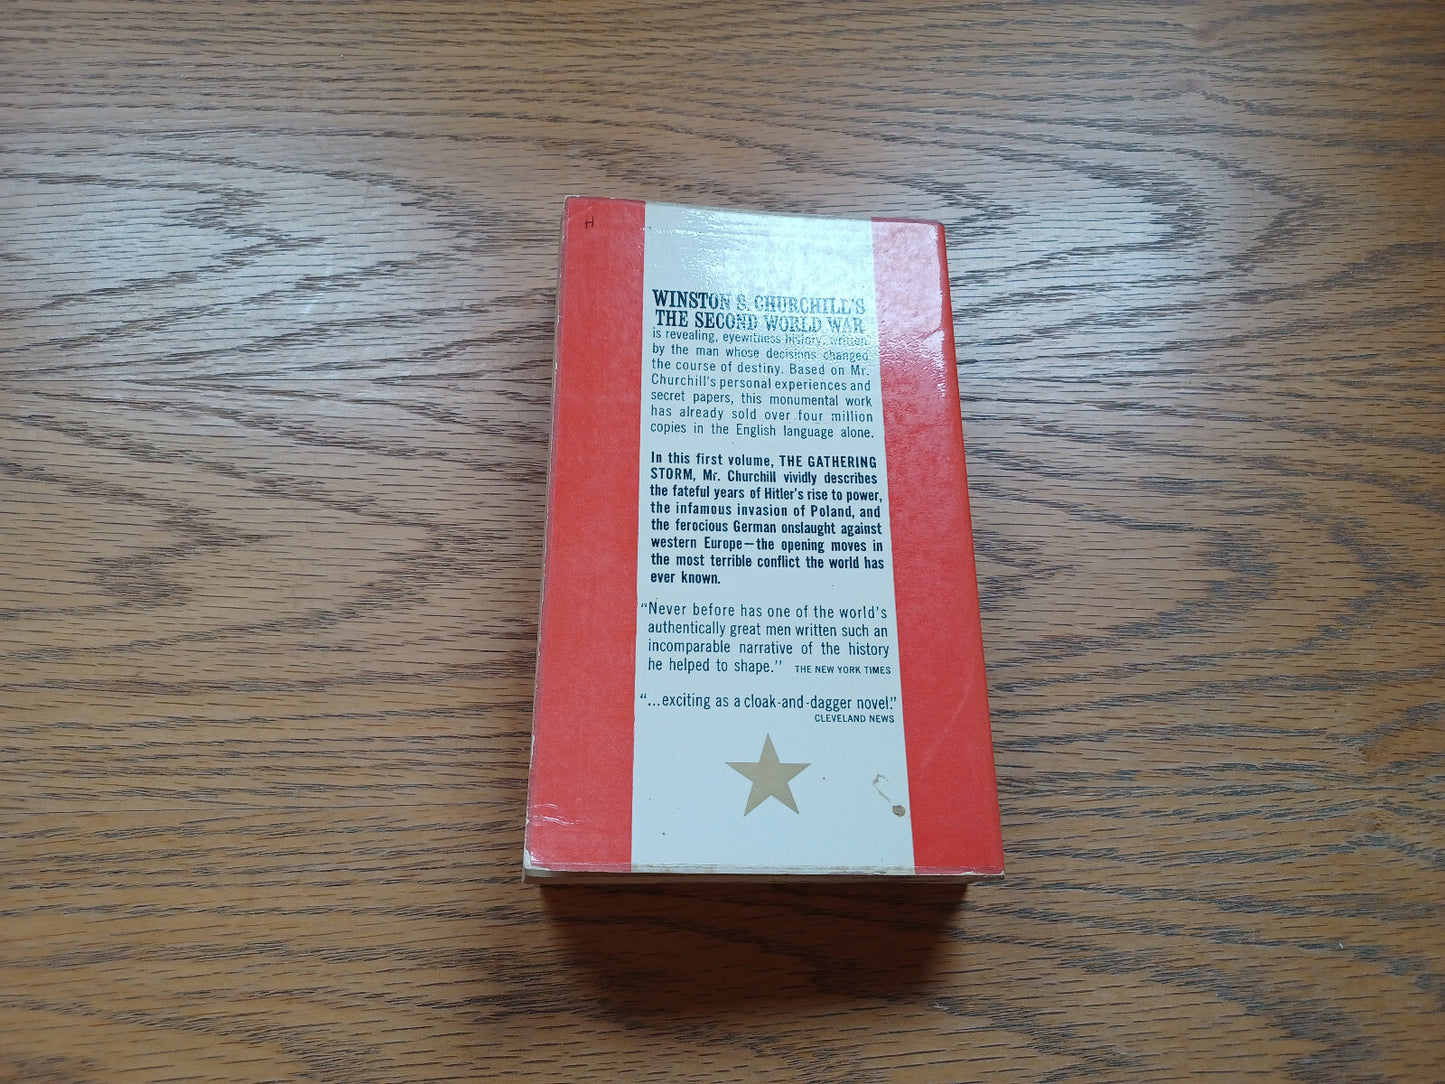 H
WINSTON S. CHURCHILL'S
THE SECOND WORLD WAR
is revealing, eyewitness history, written
by the man whose decisions changed
the course of destiny. Based on Mr.
Churchill's personal experiences and
secret papers, this monumental work
has already sold over four million
copies in the English language alone.
In this first volume, THE GATHERING
STORM, Mr. Churchill vividly describes
the fateful years of Hitler's rise to power,
the infamous invasion of Poland, and
the ferocious German onslaught against
western Europe—the opening moves in
the most terrible conflict the world has
ever known.
"Never before has one of the world's
authentically great men written such an
incomparable narrative of the history
he helped to shape." THE NEW YORK TIMES
"...exciting as a cloak-and-dagger novel."
CLEVELAND NEWS